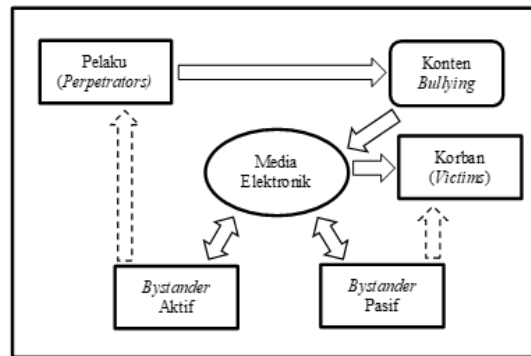 Pelaku
(Perpetrators)
Konten
Bullying
Media
Elektronik
Korban
(Victims)
Bystander
Aktif
Bystander
Pasif